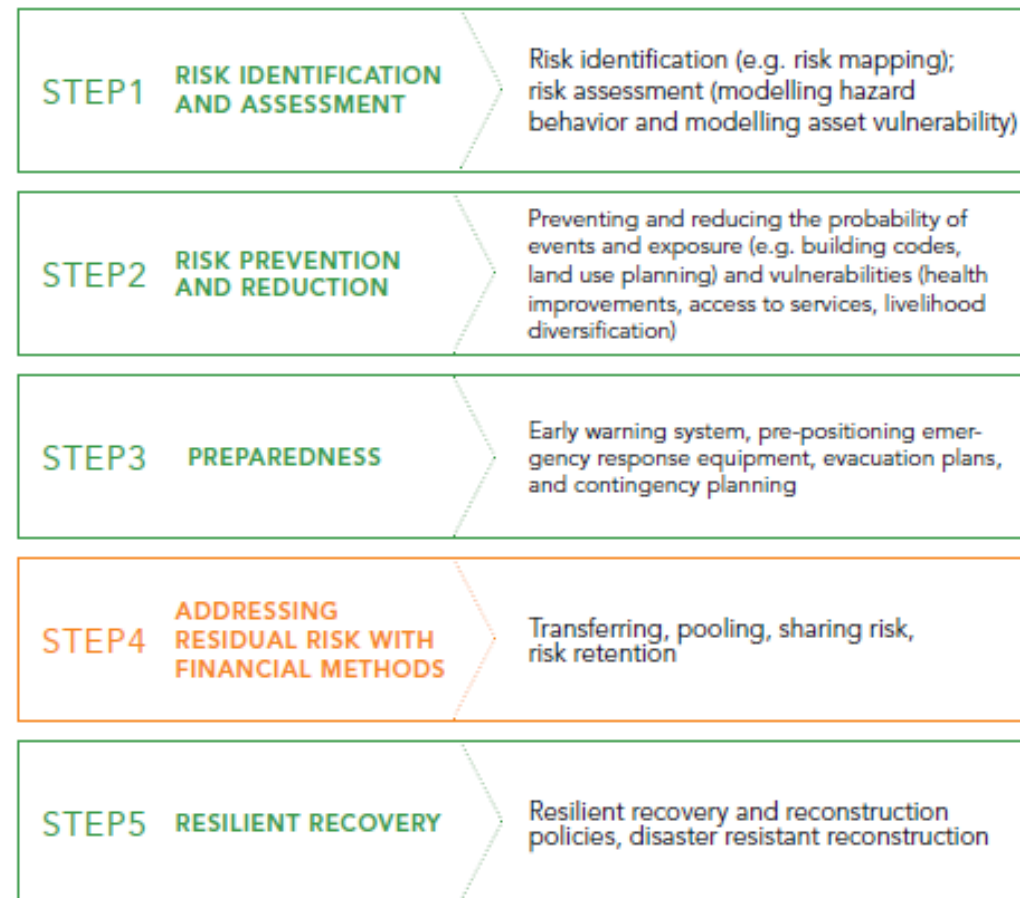 STEP1
RISK IDENTIFICATION
AND ASSESSMENT
Risk identification (e.g. risk mapping);
risk assessment (modelling hazard
behavior and modelling asset vulnerability)
STEP2
RISK PREVENTION
AND REDUCTION
Preventing and reducing the probability of
events and exposure (e.g. building codes,
land use planning) and vulnerabilities (health
improvements, access to services, livelihood
diversification)
STEP3
PREPAREDNESS
Early warning system, pre-positioning emer-
gency response equipment, evacuation plans,
and contingency planning
STEP4
ADDRESSING
RESIDUAL RISK WITH
FINANCIAL METHODS
Transferring, pooling, sharing risk,
risk retention
STEP5
RESILIENT RECOVERY
Resilient recovery and reconstruction
policies, disaster resistant reconstruction